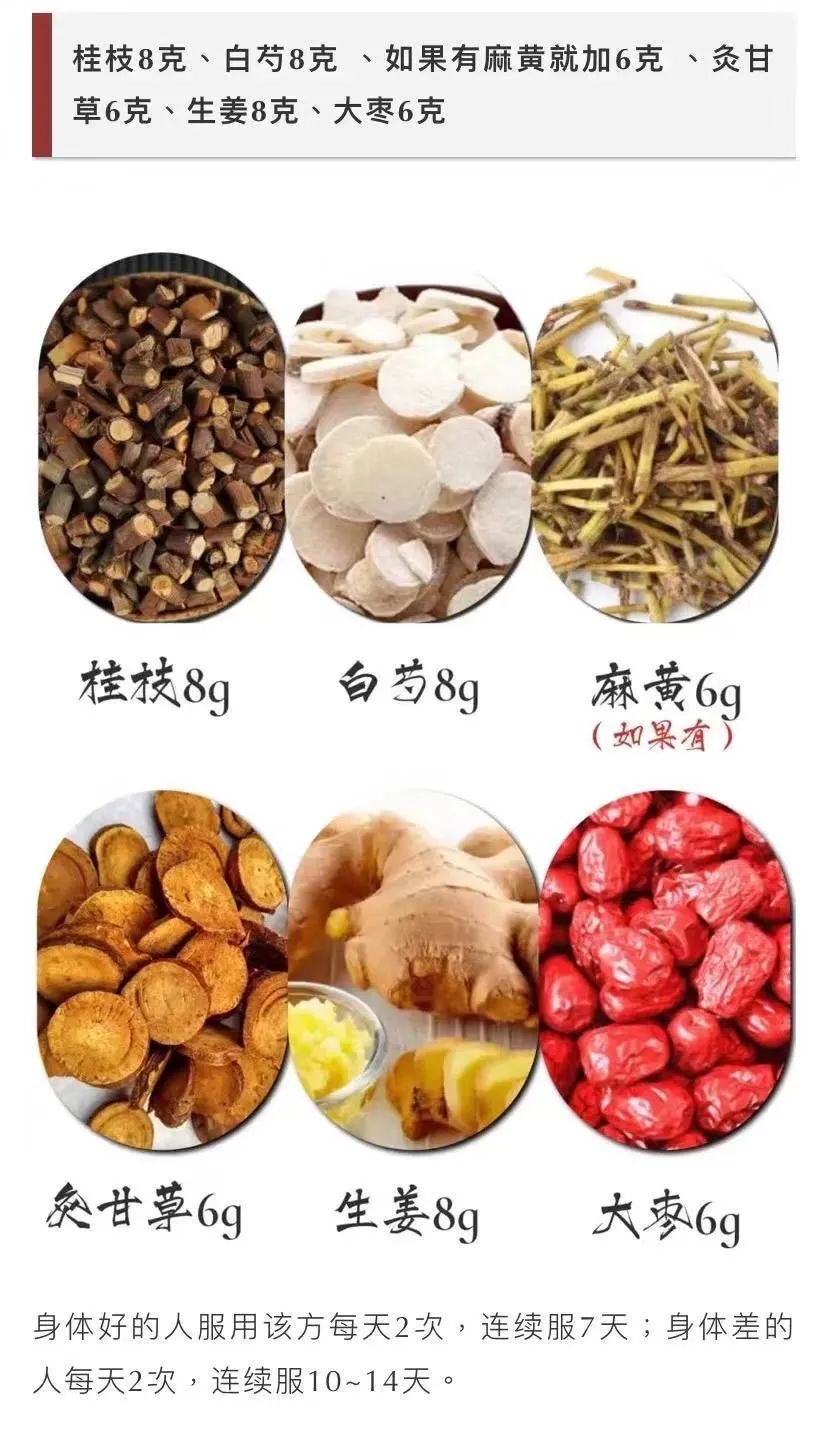 桂枝8克、白芍8克 、如果有麻黄就加6克 、灸甘
草6克、生姜8克、大枣6克
桂枝8g 白芍8g 麻黄6g
(如果有)
灸甘草6g 生姜8g 大枣6g
身体好的人服用该方每天2次，连续服7天；身体差的
人每天2次，连续服10~14天。